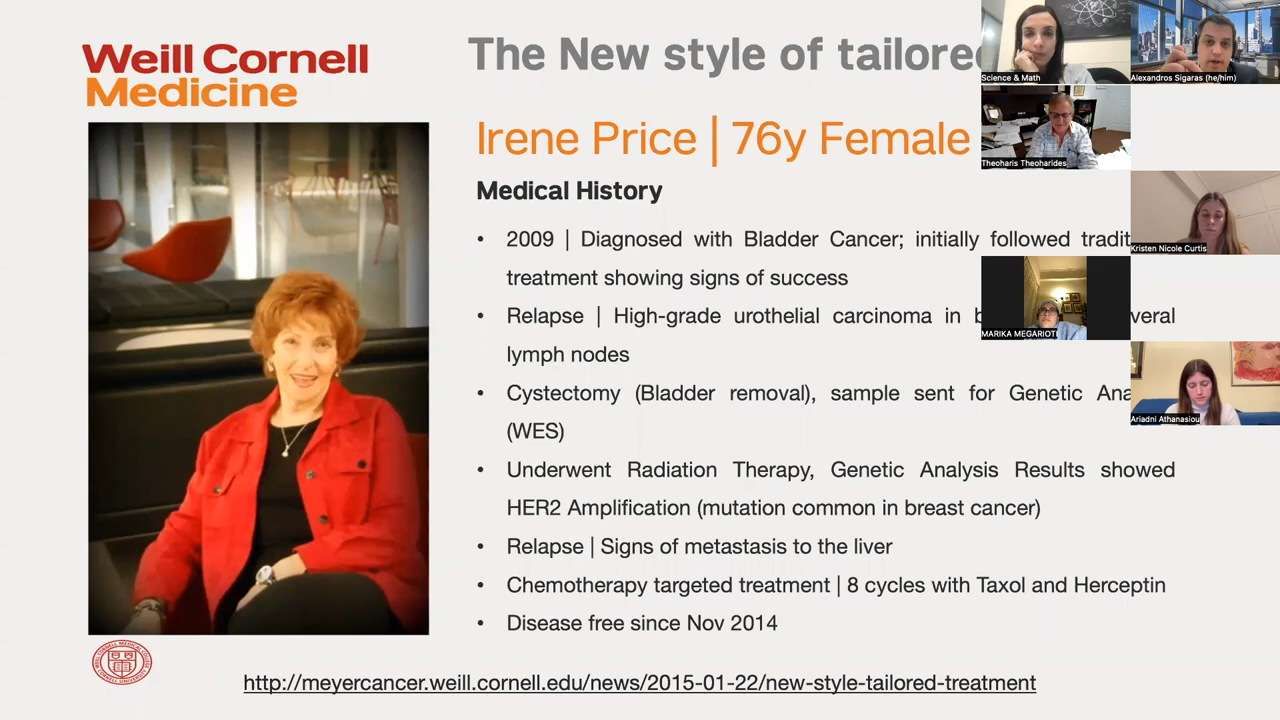 Weill Cornell
Medicine
The New style of tailored
Irene Price | 76y Female
Medical History
• 2009 | Diagnosed with Bladder Cancer; initially followed tradit
treatment showing signs of success
• Relapse | High-grade urothelial carcinoma in b veral
lymph nodes
• Cystectomy (Bladder removal), sample sent for Genetic Ana
(WES)
• Underwent Radiation Therapy, Genetic Analysis Results showed
HER2 Amplification (mutation common in breast cancer)
• Relapse | Signs of metastasis to the liver
• Chemotherapy targeted treatment | 8 cycles with Taxol and Herceptin
• Disease free since Nov 2014
http://meyercancer.weill.cornell.edu/news/2015-01-22/new-style-tailored-treatment
Science & Math
Alexandros Sigaras (he/him)
Theoharis Theoharides
Kristen Nicole Curtis
MARIKA MEGARIOTI
Ariadni Athanasiou